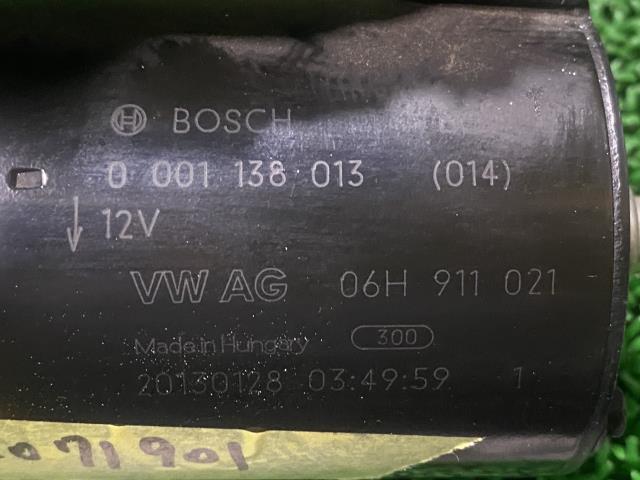 BOSCH
0 001 138 013 (014)
12V
VW AG 06H 911 021
Made in Hungary 300
20130128 03:49:59 1